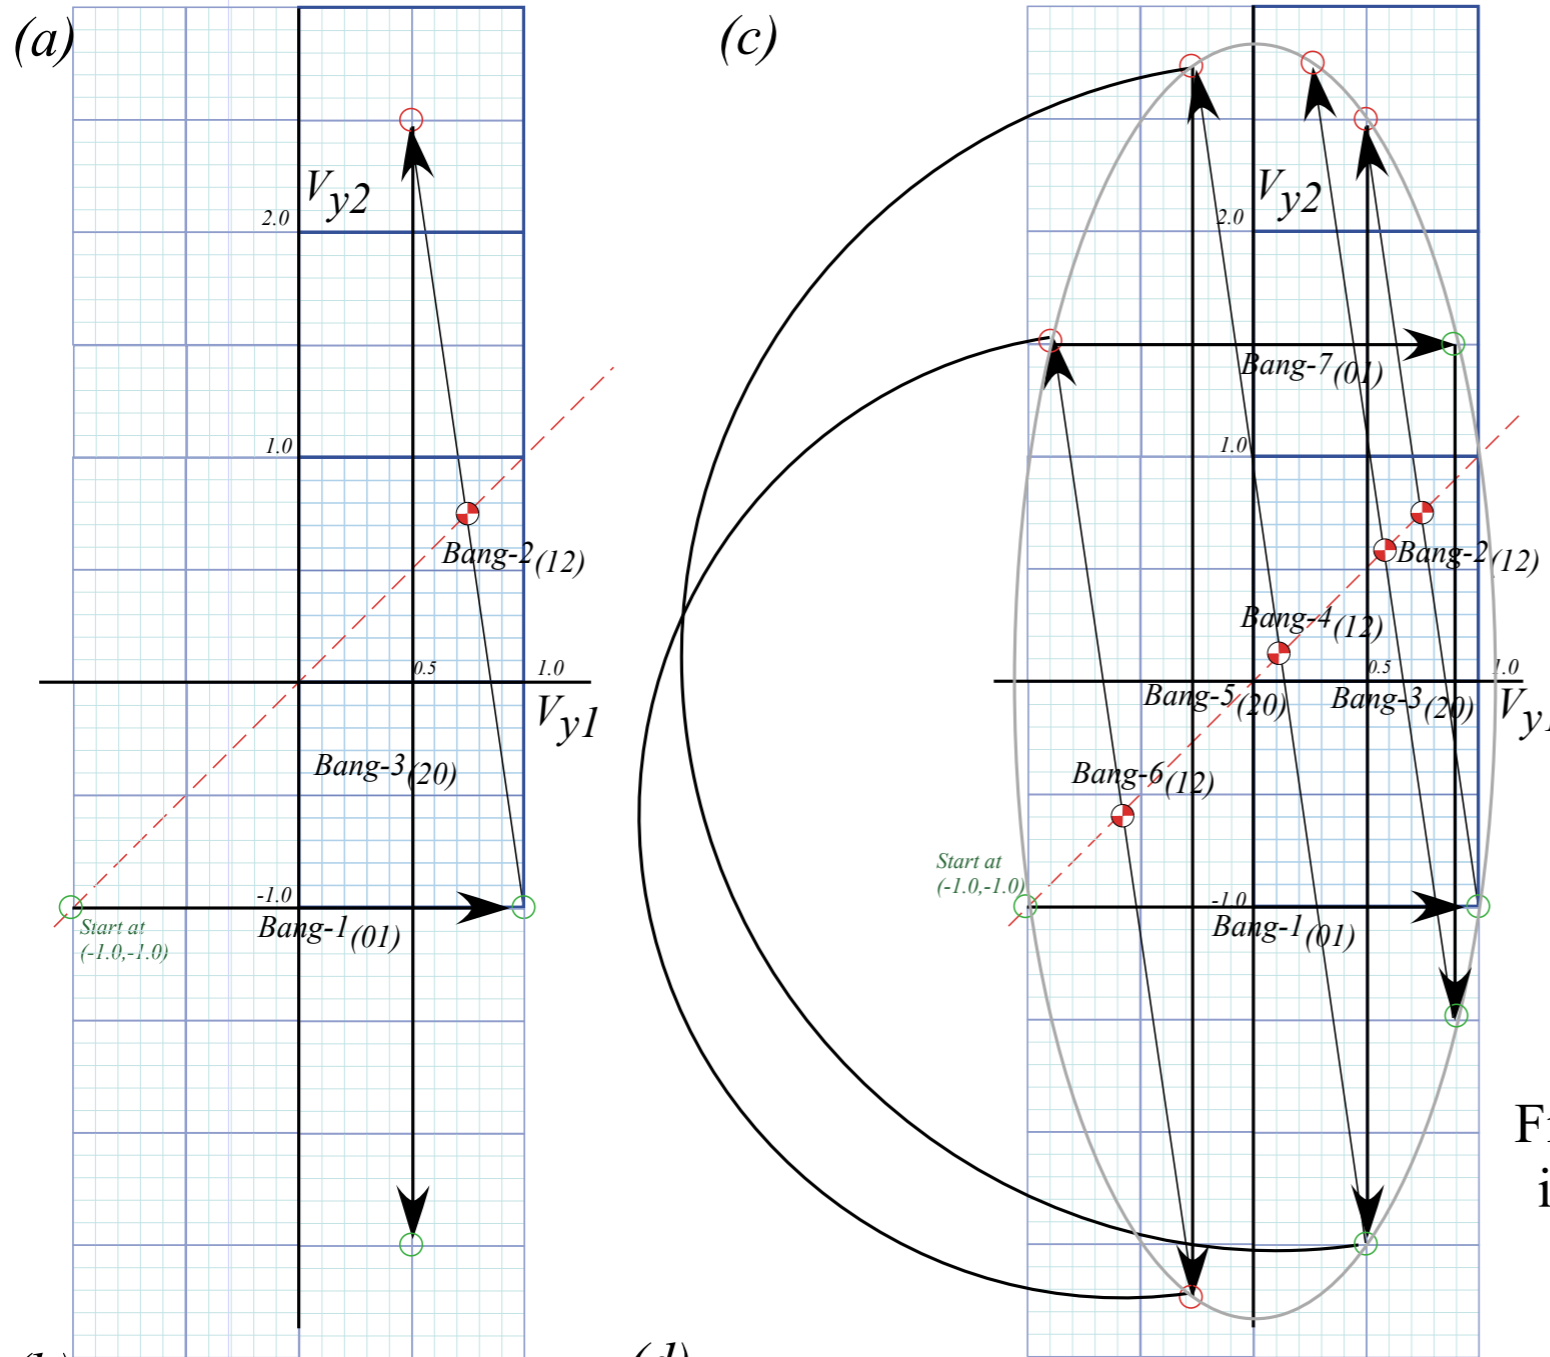 (a)
V y2
2.0
1.0
Bang-2(12)
0.5
1.0
V y1
Bang-3(20)
-1.0
Start at
(-1.0,-1.0)
Bang-1(01)
(c)
V y2
2.0
Bang-7(01)
1.0
Bang-2(12)
Bang-4(12)
0.5
1.0
Bang-5(20)
Bang-3(20)
V y1
Bang-6(12)
Start at
(-1.0,-1.0)
-1.0
Bang-1(01)
(d)